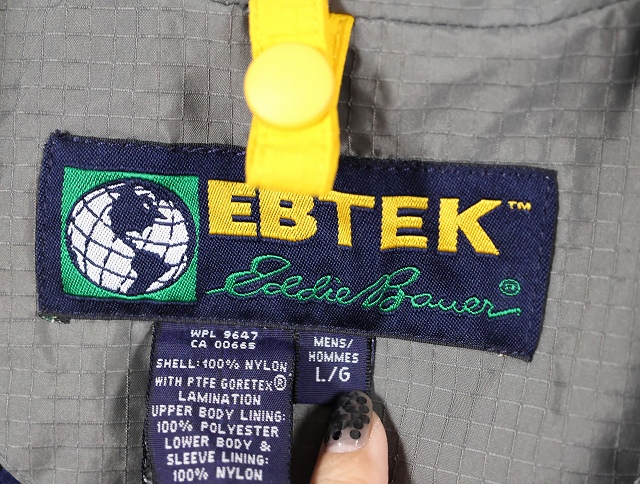 EBTEK™
Eddie Bauer®
WPL 9647
CA 00665
SHELL:100% NYLON
WITH PTFE GORETEX®
LAMINATION
UPPER BODY LINING:
100% POLYESTER
LOWER BODY &
SLEEVE LINING:
100% NYLON
MENS/
HOMMES
L/G